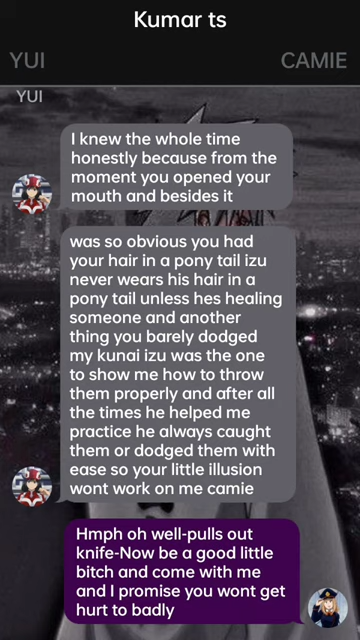 Kumar ts
YUI
CAMIE
YUI
I knew the whole time
honestly because from the
moment you opened your
mouth and besides it
was so obvious you had
your hair in a pony tail izu
never wears his hair in a
pony tail unless hes healing
someone and another
thing you barely dodged
my kunai izu was the one
to show me how to throw
them properly and after all
the times he helped me
practice he always caught
them or dodged them with
ease so your little illusion
wont work on me camie
Hmph oh well-pulls out
knife-Now be a good little
bitch and come with me
and I promise you wont get
hurt to badly